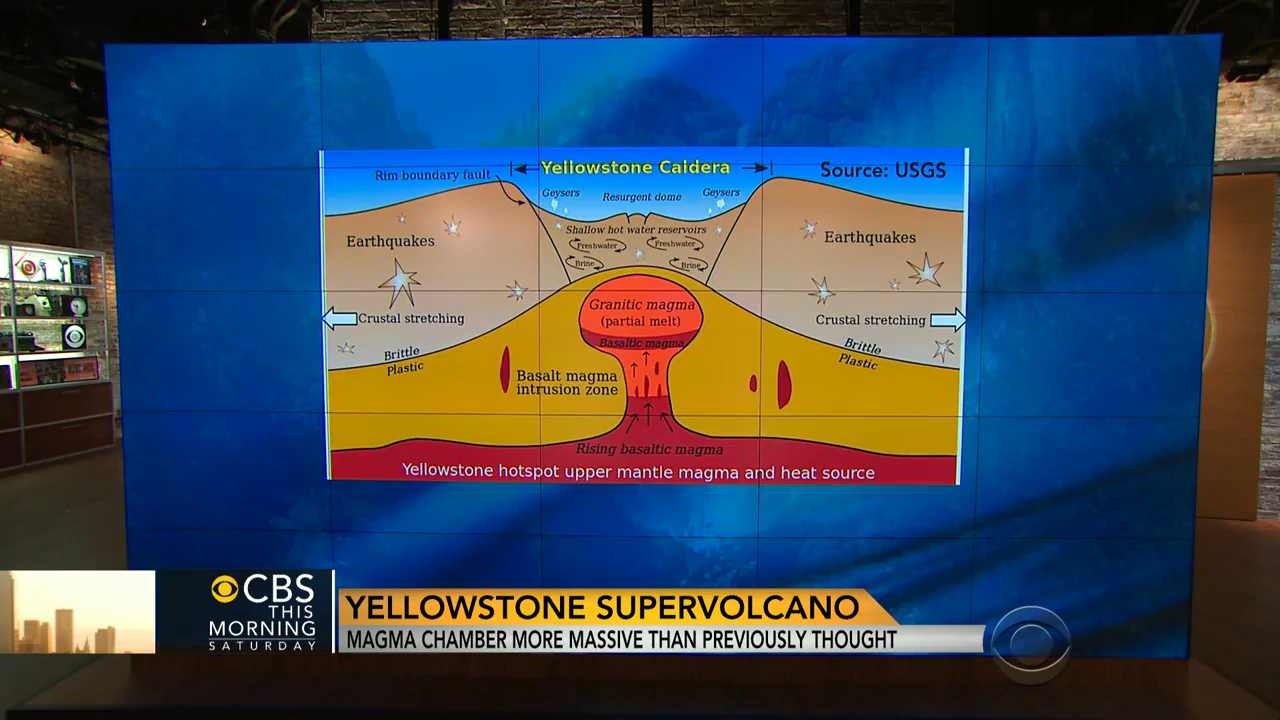 Yellowstone Caldera
Source: USGS
Rim boundary fault
Geysers
Resurgent dome
Geysers
Shallow hot water reservoirs
Freshwater
Freshwater
Brine
Brine
Earthquakes
Earthquakes
Granitic magma
(partial melt)
Basaltic magma
Crustal stretching
Crustal stretching
Brittle
Plastic
Brittle
Plastic
Basalt magma
intrusion zone
Rising basaltic magma
Yellowstone hotspot upper mantle magma and heat source
CBS
THIS
MORNING
SATURDAY
YELLOWSTONE SUPERVOLCANO
MAGMA CHAMBER MORE MASSIVE THAN PREVIOUSLY THOUGHT